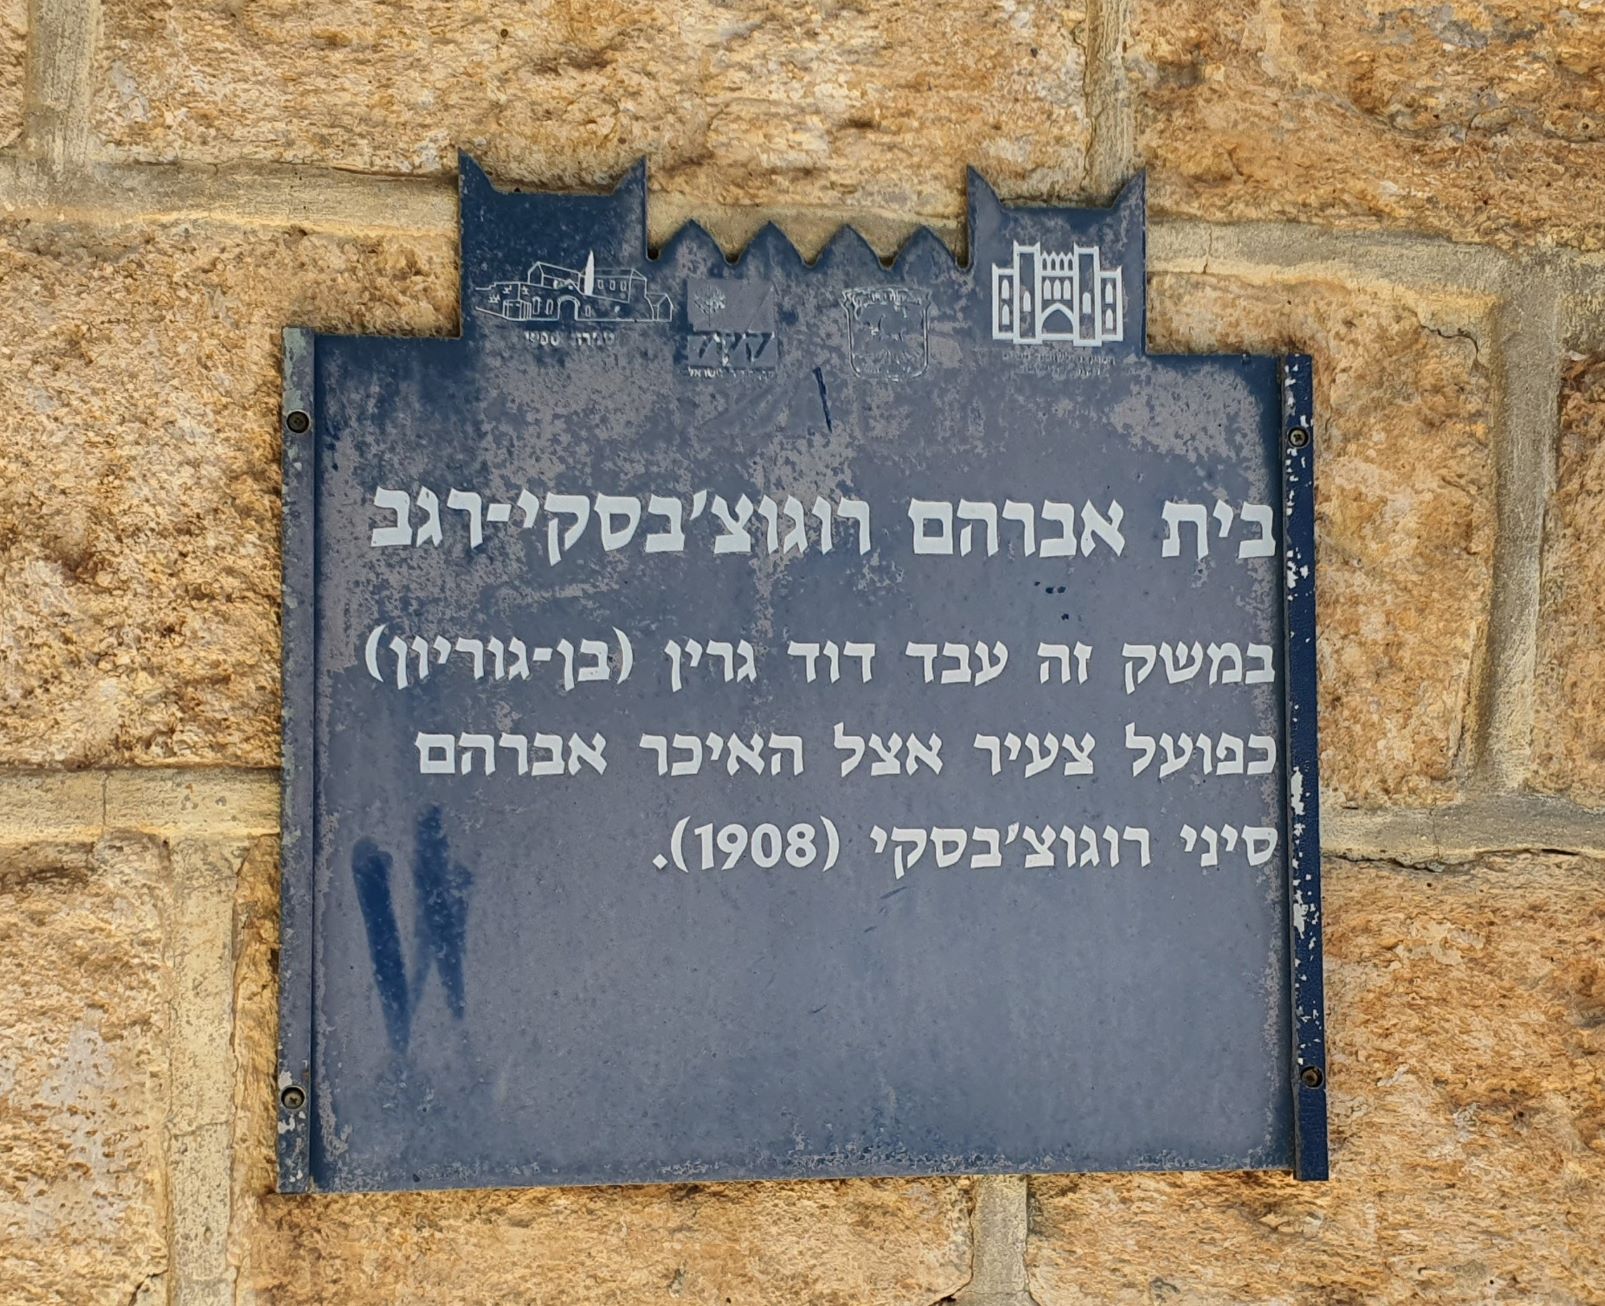 קק"ל
בית אברהם רוגוצ'בסקי-רגב
במשק זה עבד דוד גרין (בן-גוריון)
כפועל צעיר אצל האיכר אברהם
סיני רוגוצ'בסקי (1908).